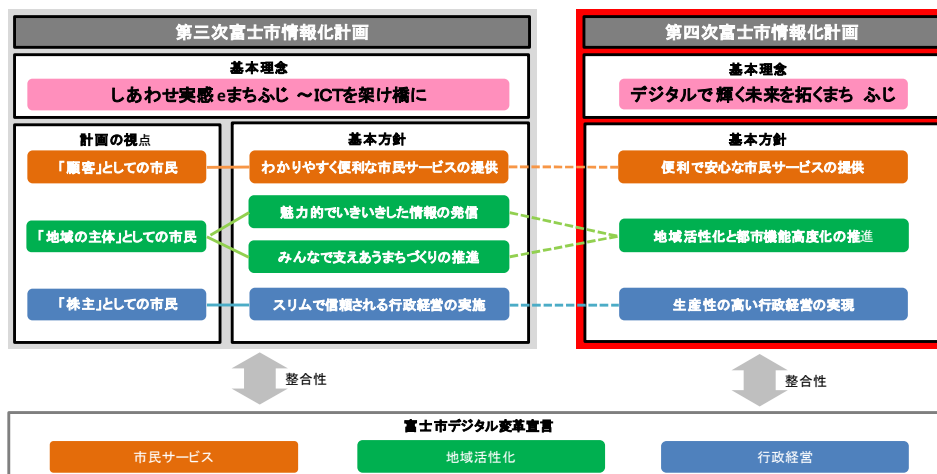 第三次富士市情報化計画
基本理念
しあわせ実感 eまちふじ ～ICTを架け橋に
計画の視点
「顧客」としての市民
「地域の主体」としての市民
「株主」としての市民
基本方針
わかりやすく便利な市民サービスの提供
魅力的でいきいきした情報の発信
みんなで支えあうまちづくりの推進
スリムで信頼される行政経営の実施
第四次富士市情報化計画
基本理念
デジタルで輝く未来を拓くまち ふじ
基本方針
便利で安心な市民サービスの提供
地域活性化と都市機能高度化の推進
生産性の高い行政経営の実現
整合性
整合性
富士市デジタル変革宣言
市民サービス
地域活性化
行政経営